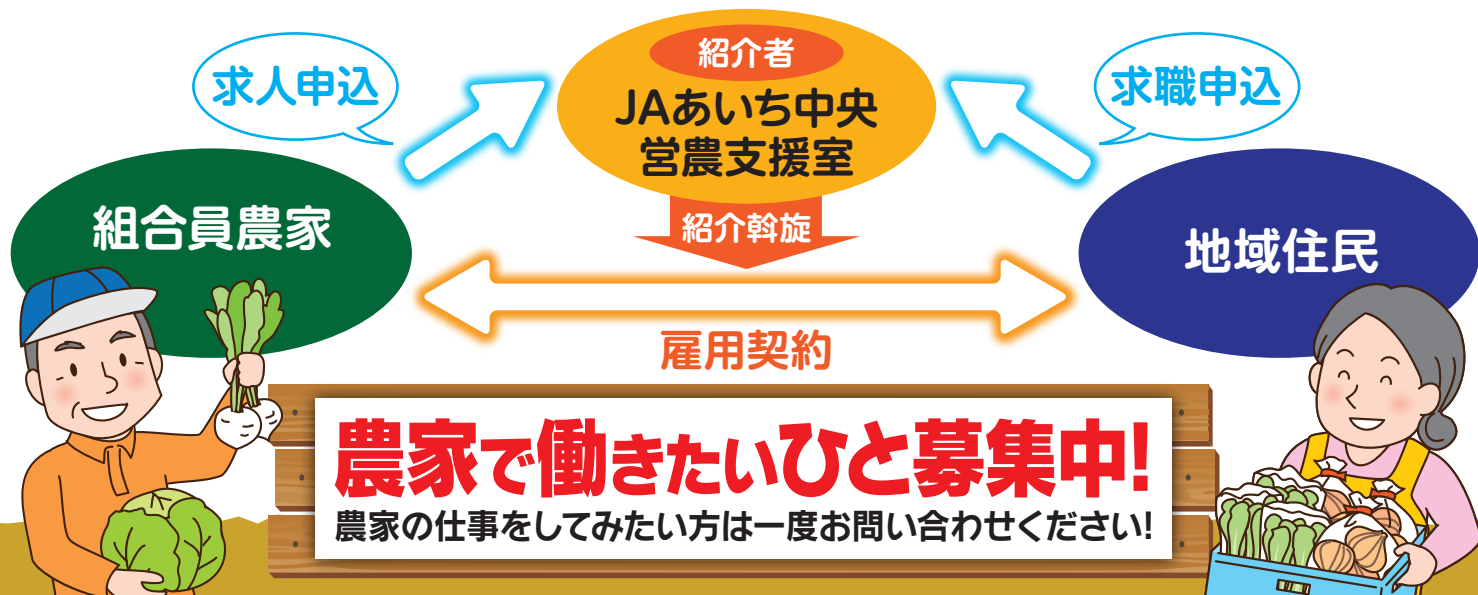 紹介者
JAあいち中央
営農支援室
求人申込
求職申込
組合員農家
紹介斡旋
地域住民
雇用契約
農家で働きたいひと募集中!
農家の仕事をしてみたい方は一度お問い合わせください!